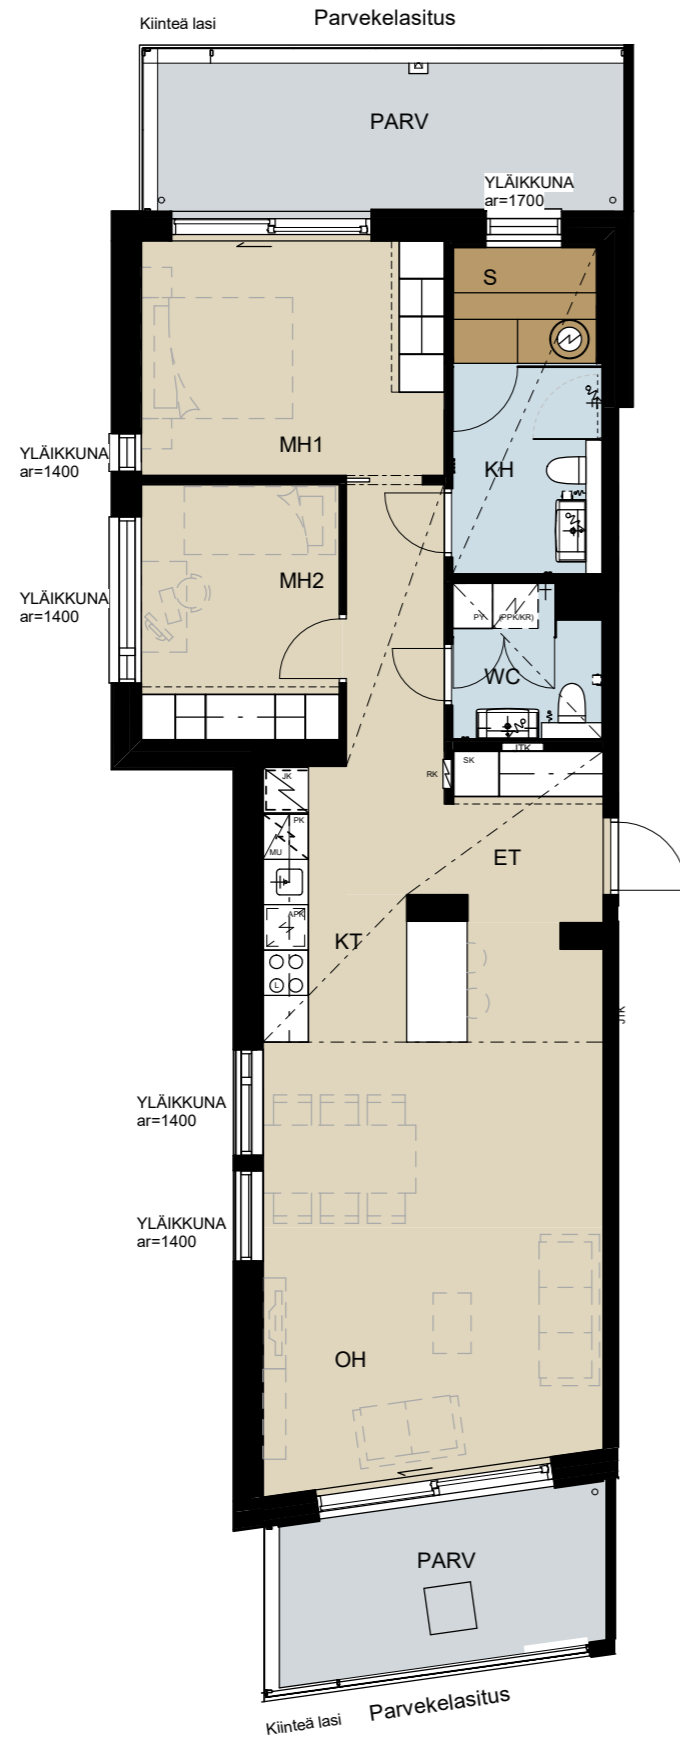 Kiinteä lasi
Parvekelasitus
PARV
YLÄIKKUNA
ar=1700
S
MH1
YLÄIKKUNA
ar=1400
KH
MH2
YLÄIKKUNA
ar=1400
PY
(PPK/KR)
WC
ITK
SK
RK
JK
PK
MU
ET
APK
KT
L
JTK
YLÄIKKUNA
ar=1400
YLÄIKKUNA
ar=1400
OH
PARV
Kiinteä lasi
Parvekelasitus